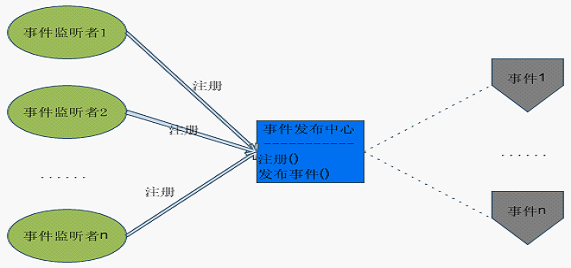 事件监听者1
注册
事件监听者2
注册
......
注册
事件监听者n
事件发布中心
------------
注册()
发布事件()
事件1
......
事件n